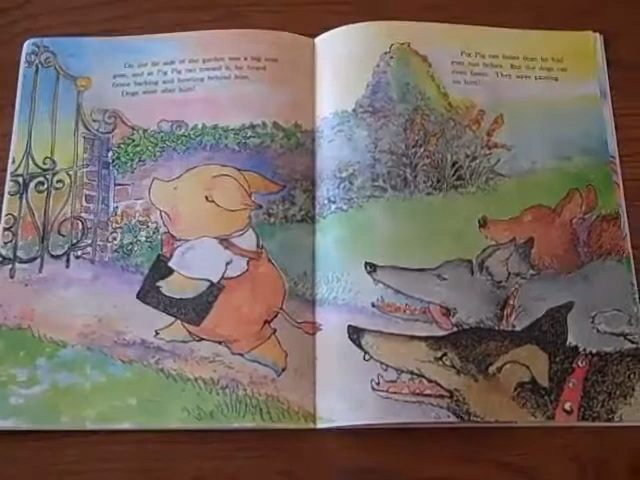 On the far side of the garden was a big iron
gate, and as Pig Pig ran toward it, he heard
fierce barking and howling behind him.
Dogs were after him!
Pig Pig ran faster than he had
ever run before. But the dogs ran
even faster. They were gaining
on him!